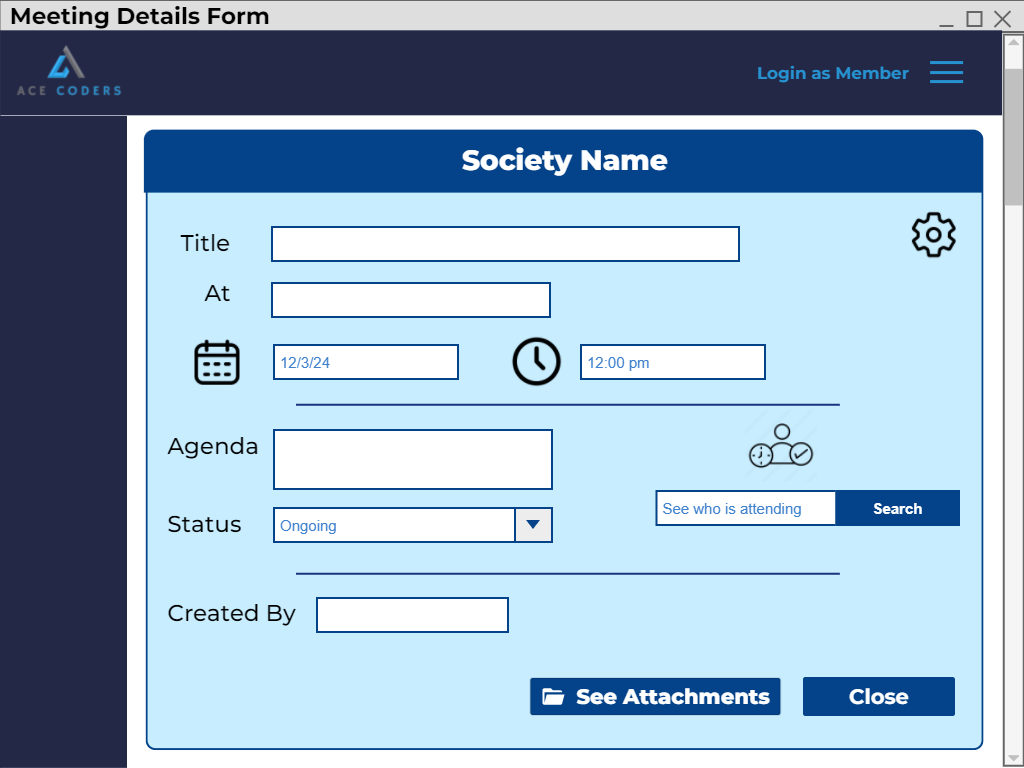 Meeting Details Form
ACE CODERS
Login as Member
Society Name
Title
At
12/3/24
12:00 pm
Agenda
See who is attending
Search
Status
Ongoing
Created By
See Attachments
Close